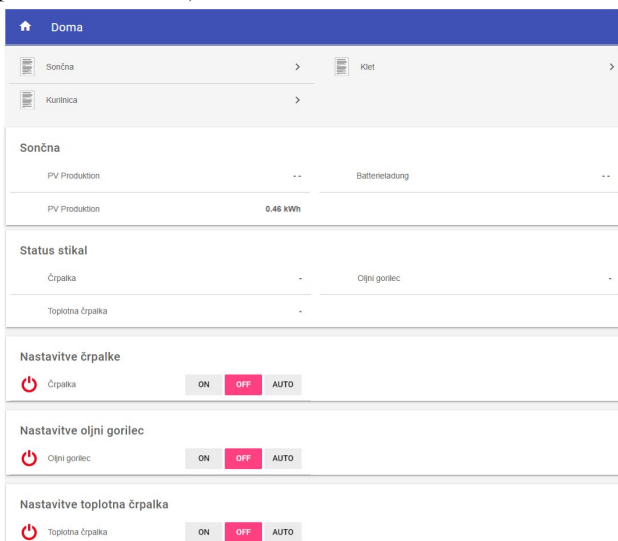 Doma
Sončna
Klet
Kurilnica
Sončna
PV Produktion - -
Batterieladung - -
PV Produktion 0.46 kWh
Status stikal
Črpalka -
Oljni gorilec -
Toplotna črpalka -
Nastavitve črpalke
Črpalka ON OFF AUTO
Nastavitve oljni gorilec
Oljni gorilec ON OFF AUTO
Nastavitve toplotna črpalka
Toplotna črpalka ON OFF AUTO